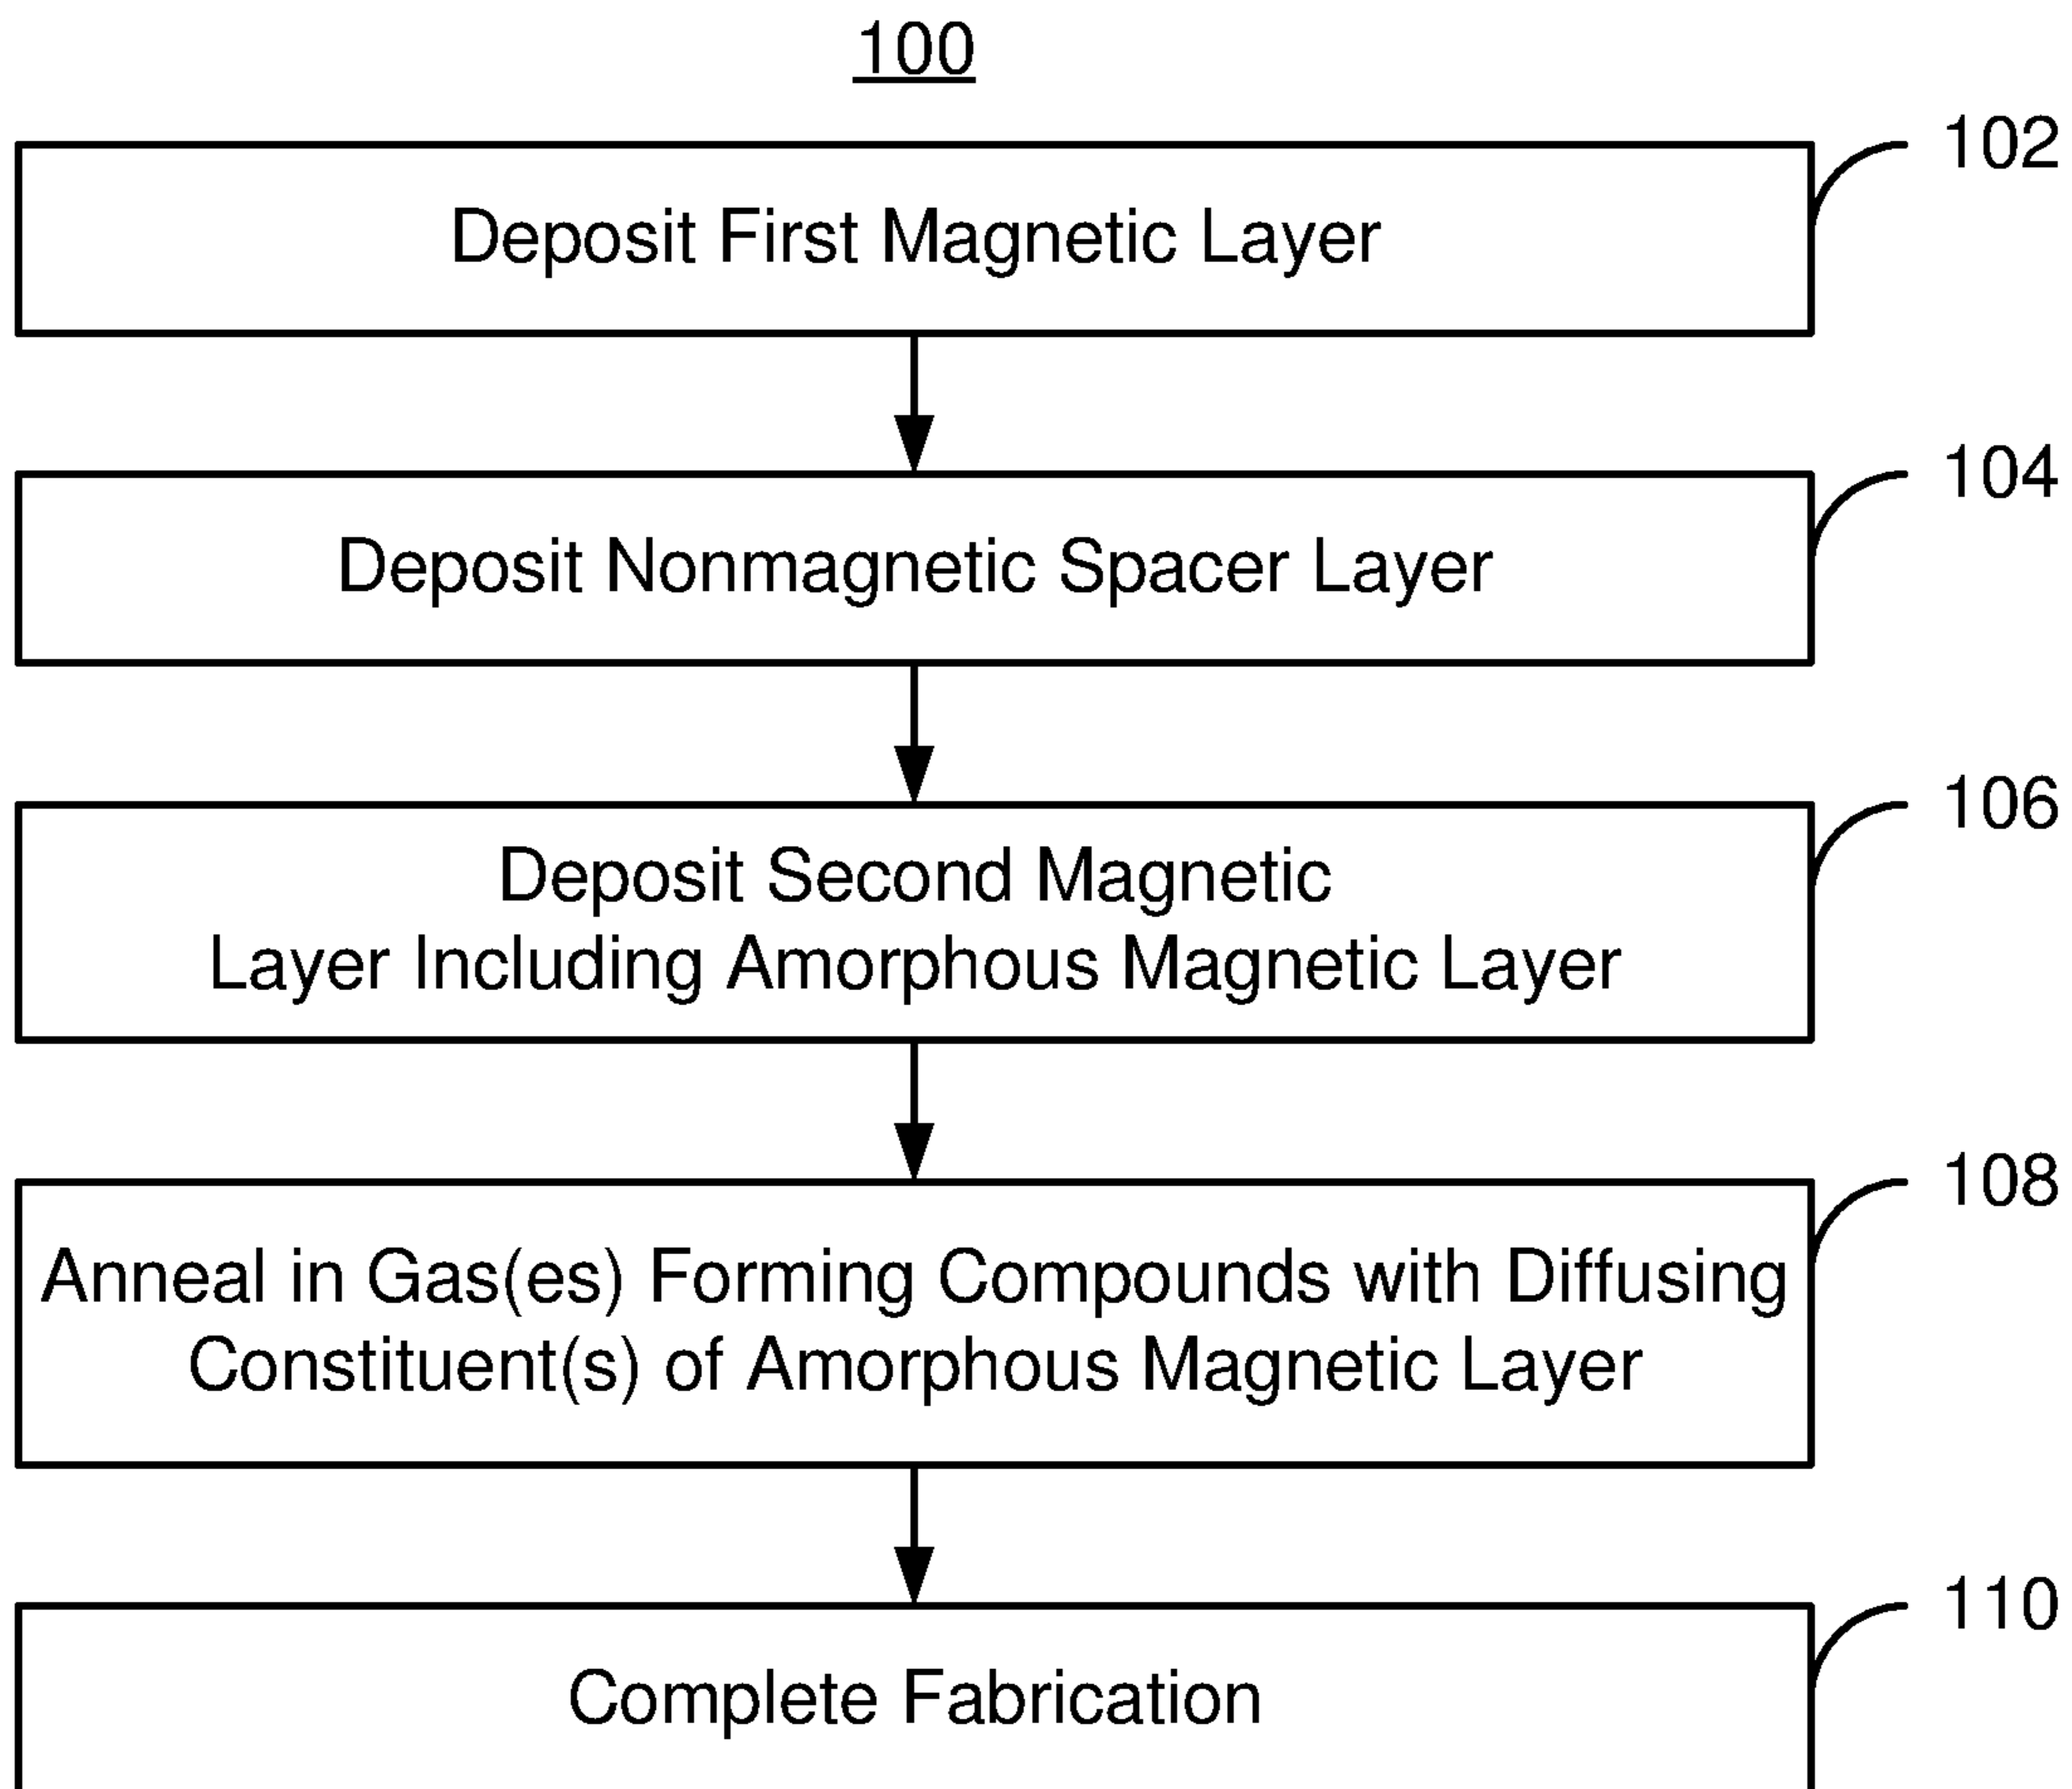 100
102
Deposit First Magnetic Layer
104
Deposit Nonmagnetic Spacer Layer
106
Deposit Second Magnetic
Layer Including Amorphous Magnetic Layer
108
Anneal in Gas(es) Forming Compounds with Diffusing
Constituent(s) of Amorphous Magnetic Layer
110
Complete Fabrication